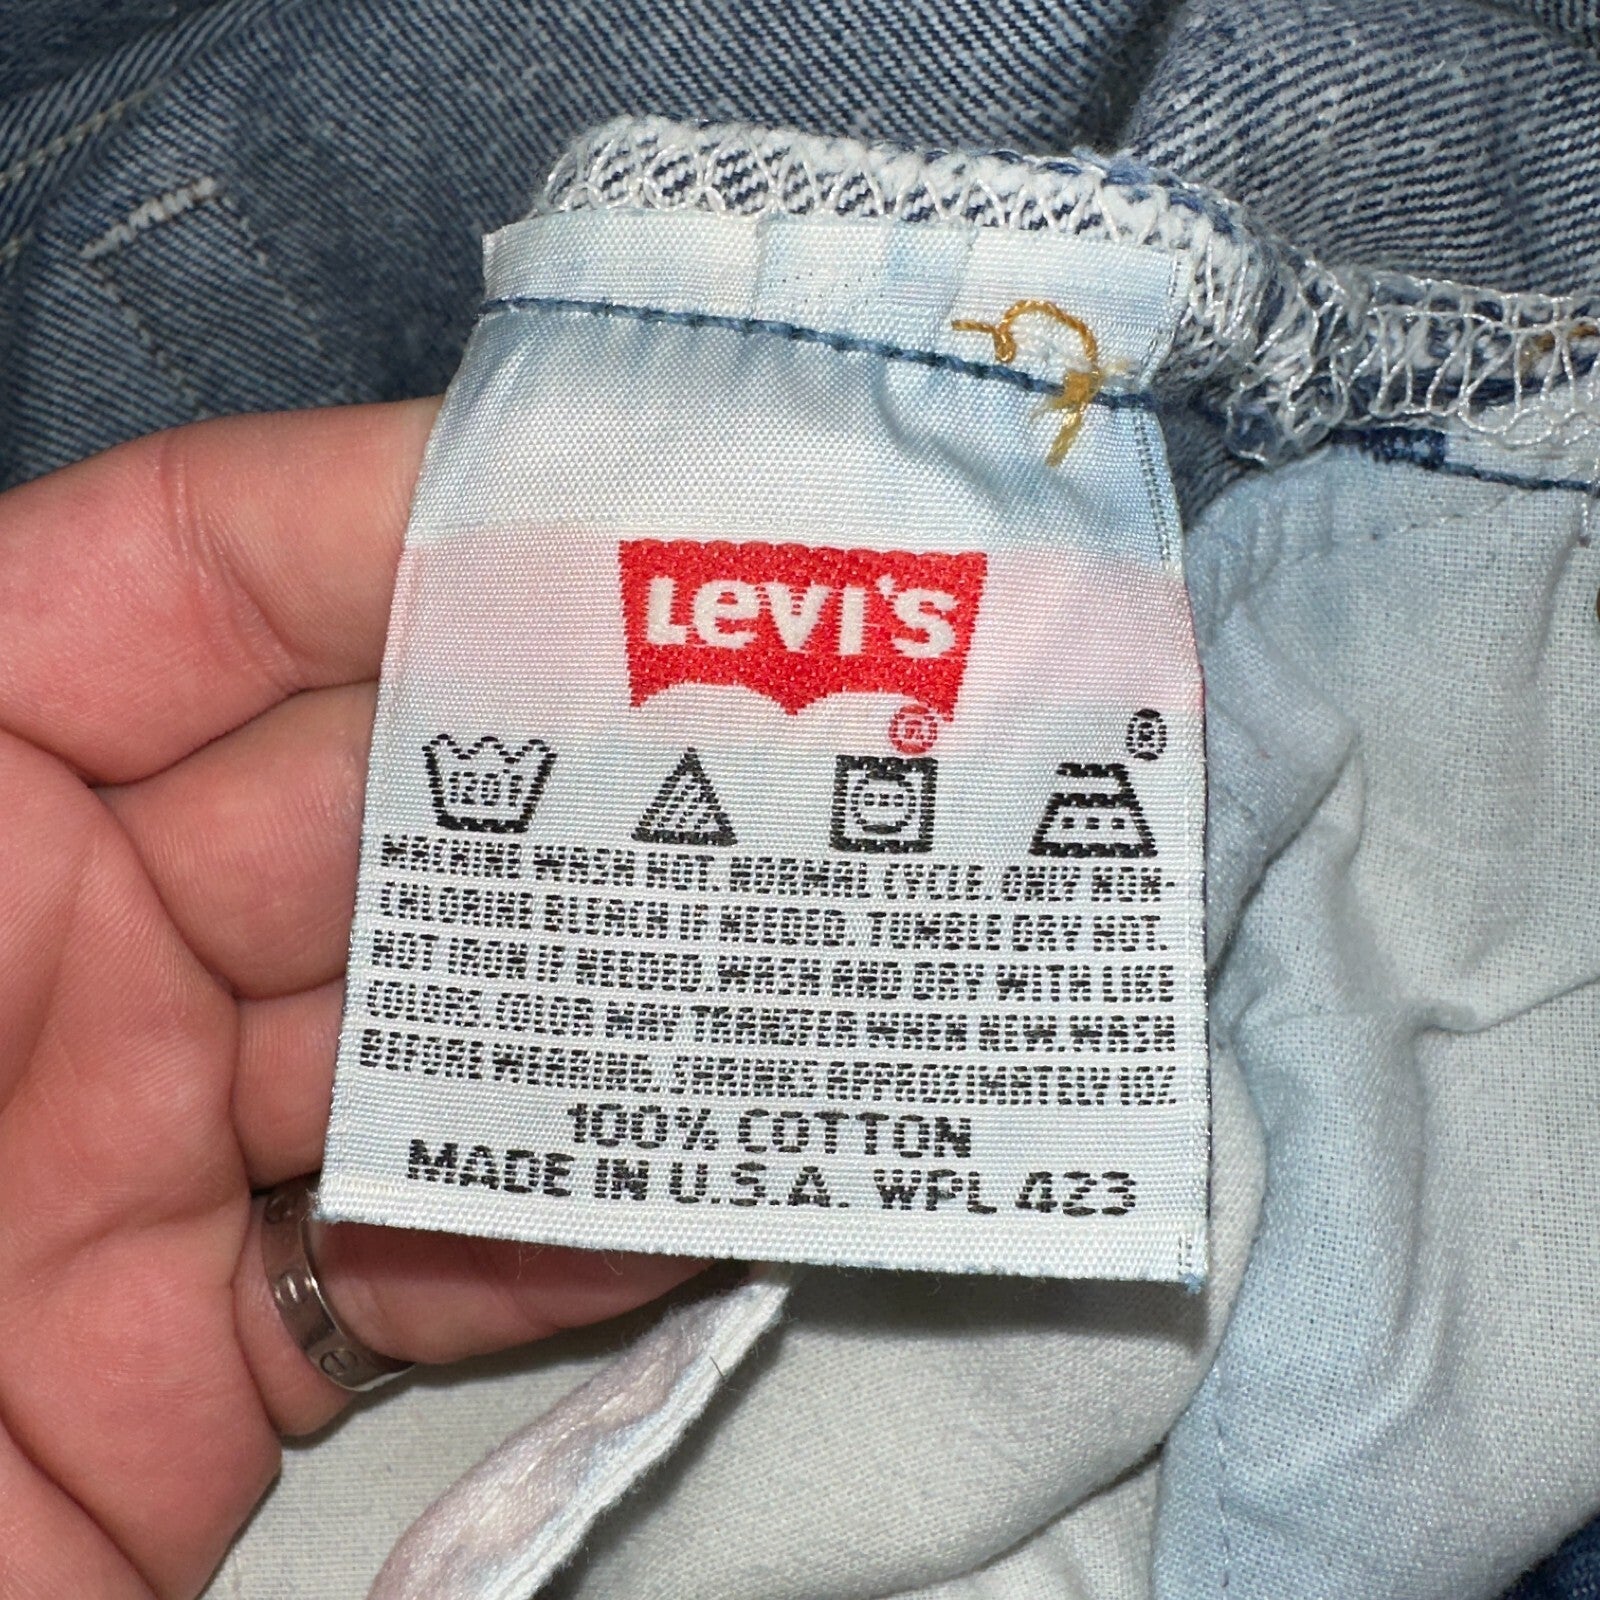 LEVI'S
®
®
120°F
MACHINE WASH HOT. NORMAL CYCLE. ONLY NON-
CHLORINE BLEACH IF NEEDED. TUMBLE DRY HOT.
HOT IRON IF NEEDED. WASH AND DRY WITH LIKE
COLORS. COLOR MAY TRANSFER WHEN NEW. WASH
BEFORE WEARING. SHRINKS APPROXIMATELY 10%
100% COTTON
MADE IN U.S.A. WPL 423